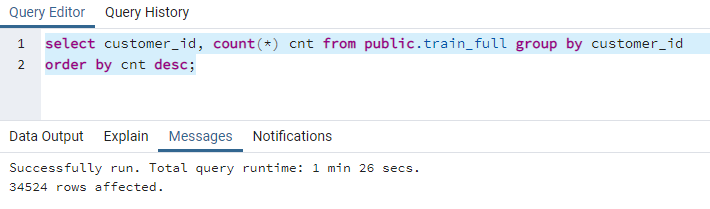 Query Editor Query History
1 select customer_id, count(*) cnt from public.train_full group by customer_id
2 order by cnt desc;
Data Output Explain Messages Notifications
Successfully run. Total query runtime: 1 min 26 secs.
34524 rows affected.